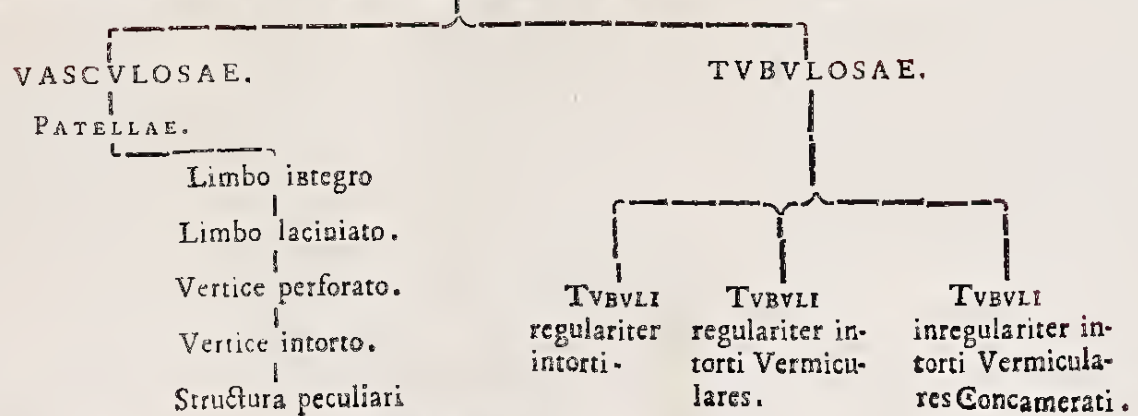 VASCVLOSAE.
PATELLAE.
Limbo integro
Limbo laciniato.
Vertice perforato.
Vertice intorto.
Structura peculiari
TVBVLOSAE.
TVBVLI
regulariter
intorti.
TVBVLI
regulariter in-
torti Vermicu-
lares.
TVBVLI
inregulariter in-
torti Vermicula-
res Concamerati.